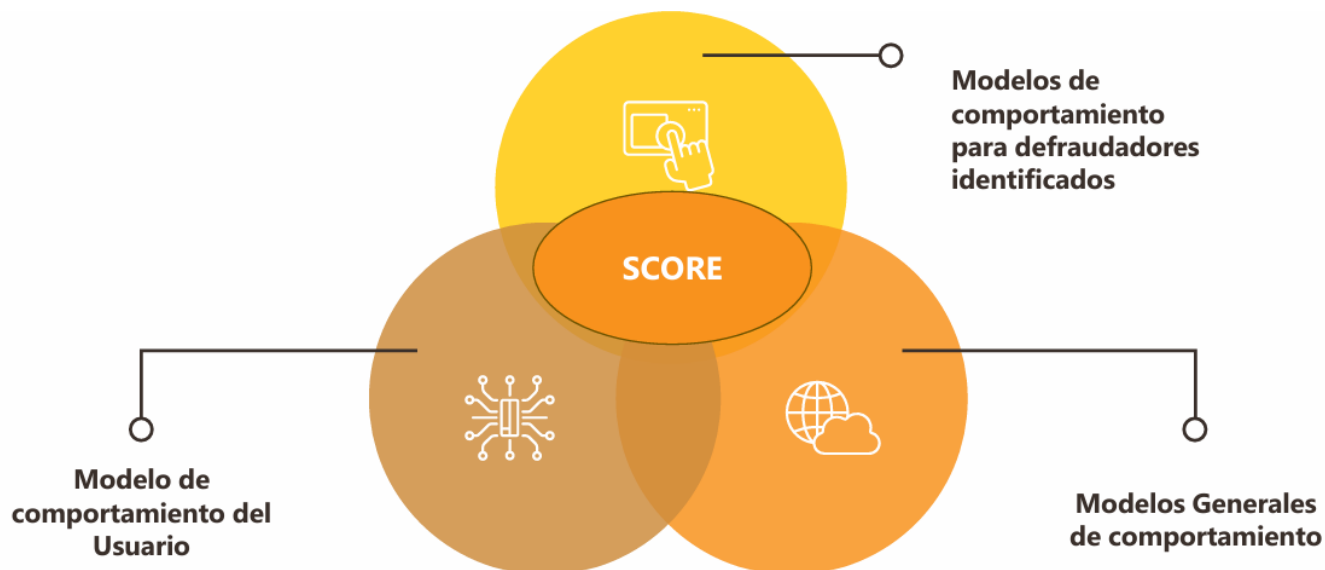 Modelos de
comportamiento
para defraudadores
identificados
SCORE
Modelo de
comportamiento del
Usuario
Modelos Generales
de comportamiento